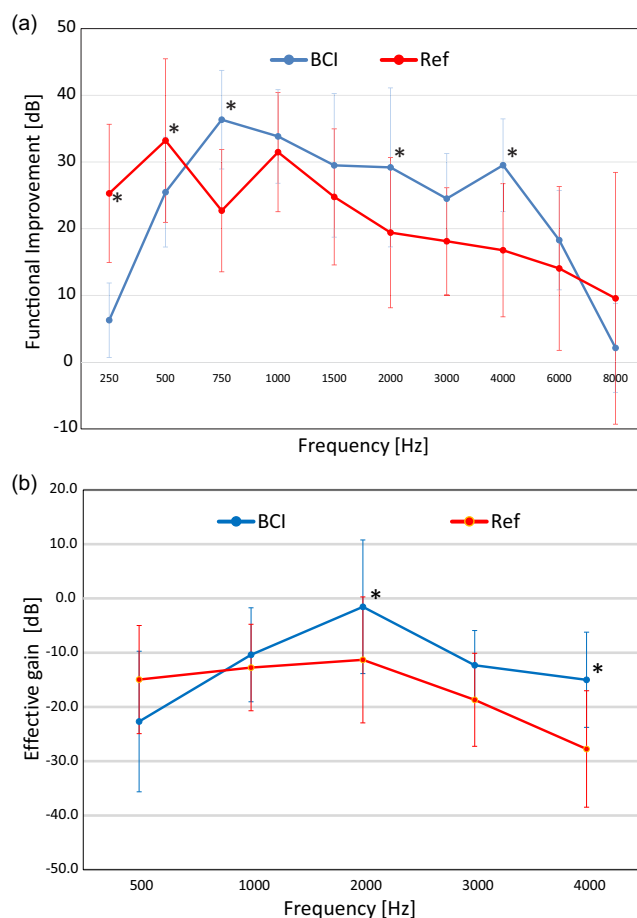 (a)
50
40
30
20
10
0
-10
Functional Improvement [dB]
BCI
Ref
*
*
*
*
*
250 500 750 1000 1500 2000 3000 4000 6000 8000
Frequency [Hz]
(b)
20.0
10.0
0.0
-10.0
-20.0
-30.0
-40.0
-50.0
Effective gain [dB]
BCI
Ref
*
*
500 1000 2000 3000 4000
Frequency [Hz]